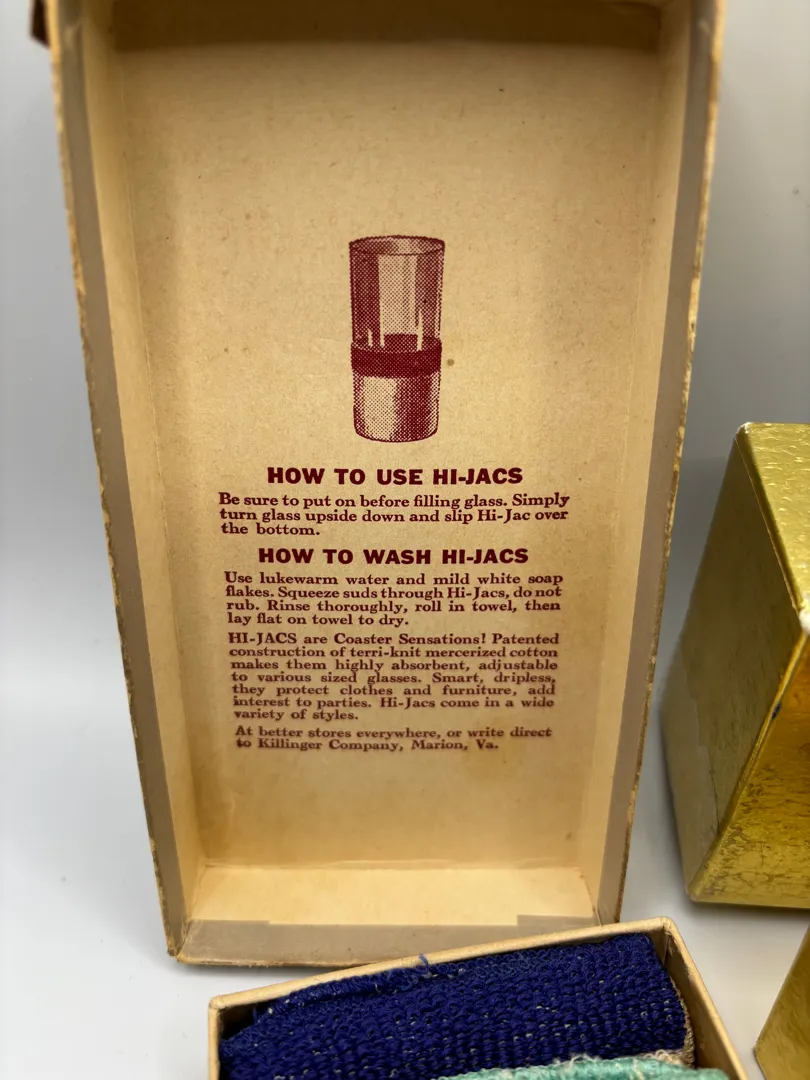 HOW TO USE HI-JACS
Be sure to put on before filling glass. Simply
turn glass upside down and slip Hi-Jac over
the bottom.
HOW TO WASH HI-JACS
Use lukewarm water and mild white soap
flakes. Squeeze suds through Hi-Jacs, do not
rub. Rinse thoroughly, roll in towel, then
lay flat on towel to dry.
HI-JACS are Coaster Sensations! Patented
construction of terri-knit mercerized cotton
makes them highly absorbent, adjustable
to various sized glasses. Smart, dripless,
they protect clothes and furniture, add
interest to parties. Hi-Jacs come in a wide
variety of styles.
At better stores everywhere, or write direct
to Killinger Company, Marion, Va.